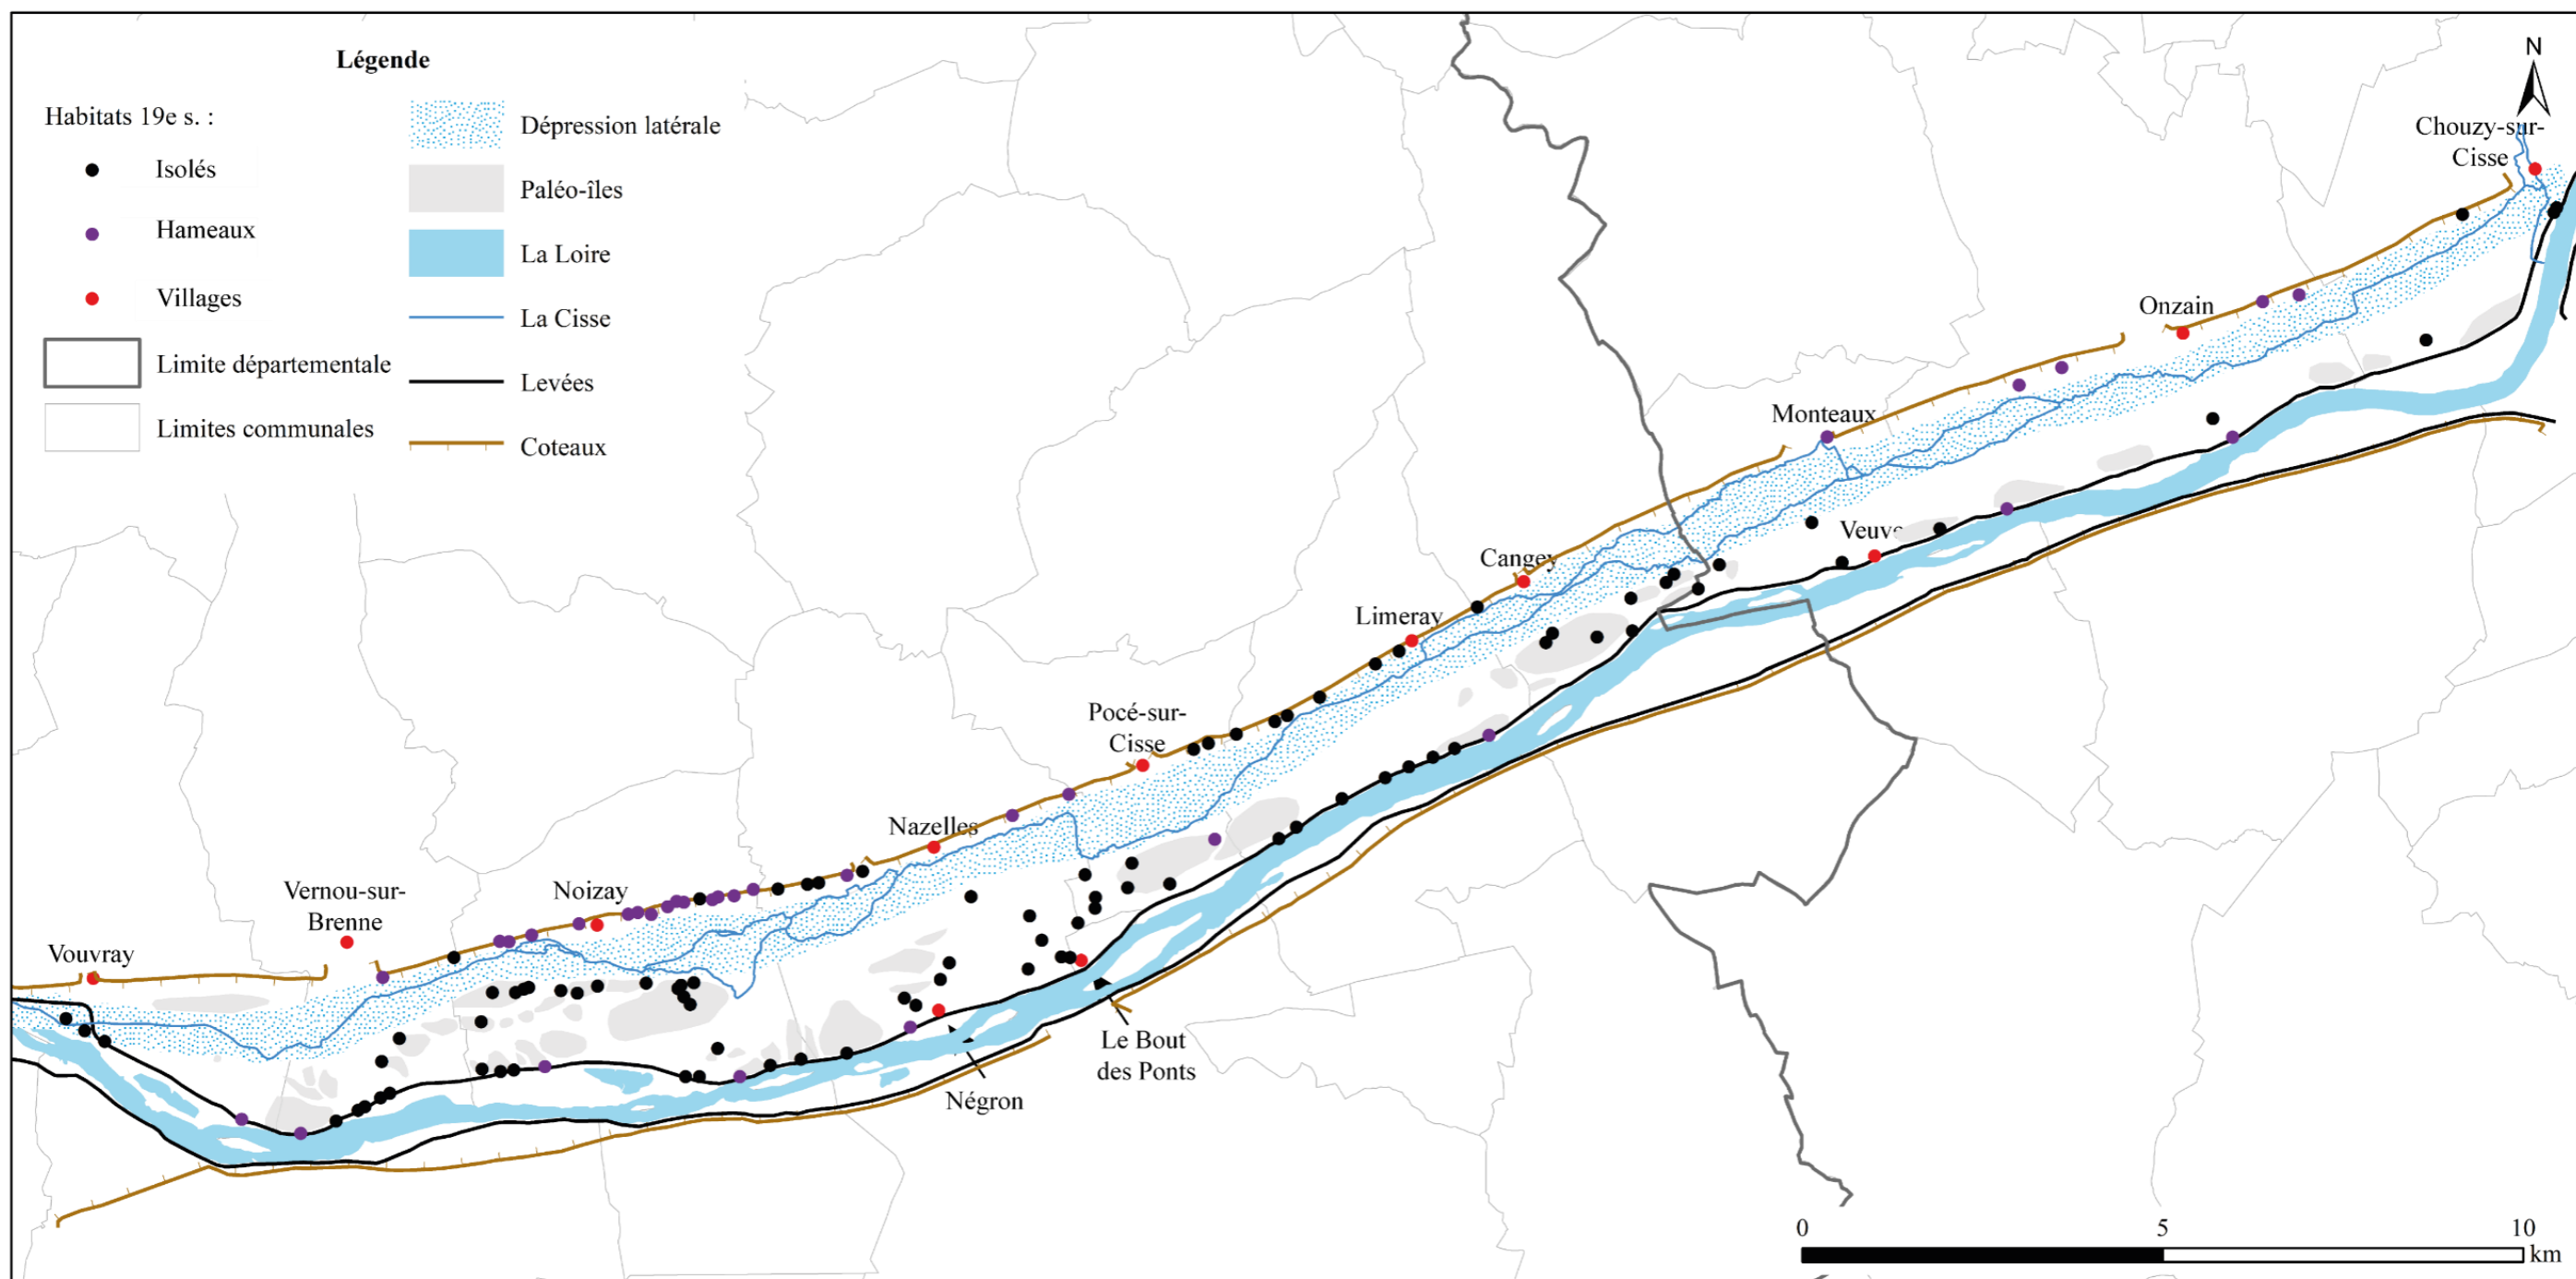 Légende
Habitats 19e s. :
Isolés
Hameaux
Villages
Limite départementale
Limites communales
Dépression latérale
Paléo-îles
La Loire
La Cisse
Levées
Coteaux
N
Chouzy-sur-
Cisse
Onzain
Monteaux
Veuve
Cangey
Limeray
Pocé-sur-
Cisse
Nazelles
Noizay
Vernou-sur-
Brenne
Vouvray
Le Bout
des Ponts
Négron
0 5 10
km